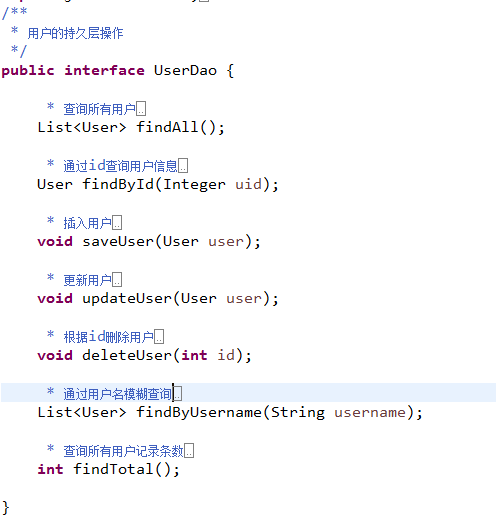 /**
 * 用户的持久层操作
 */
public interface UserDao {
     * 查询所有用户
    List<User> findAll();
     * 通过id查询用户信息
    User findById(Integer uid);
     * 插入用户
    void saveUser(User user);
     * 更新用户
    void updateUser(User user);
     * 根据id删除用户
    void deleteUser(int id);
     * 通过用户名模糊查询
    List<User> findByUsername(String username);
     * 查询所有用户记录条数
    int findTotal();
}